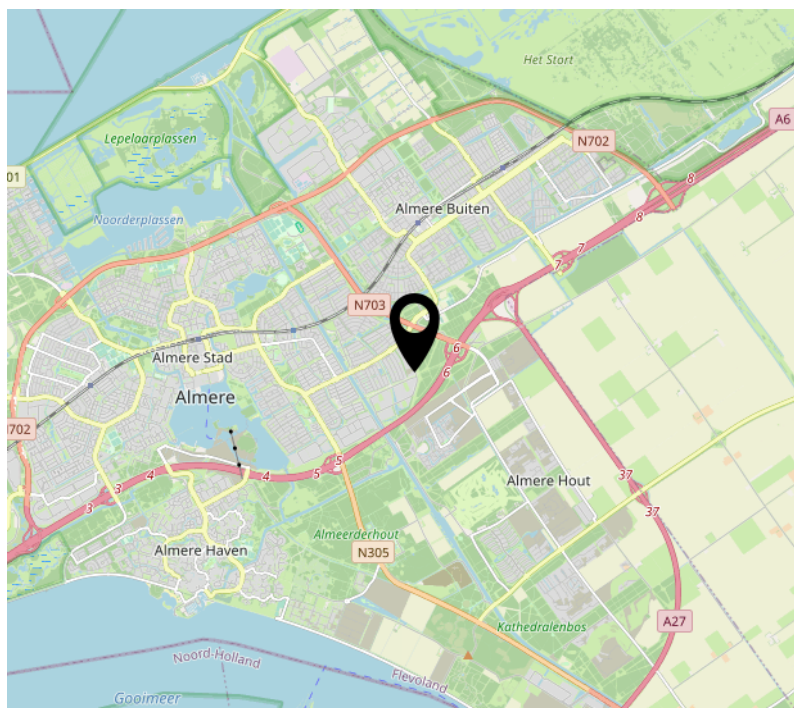 Het Stort
A6
Lepelaarplassen
N702
01
8
Almere Buiten
8
Noorderplassen
7
7
N703
6
6
Almere Stad
Almere
702
5
5
4
4
3
3
37
37
Almere Hout
Almeerderhout
Almere Haven
N305
A27
Kathedralenbos
Noord-Holland
Flevoland
Gooimeer